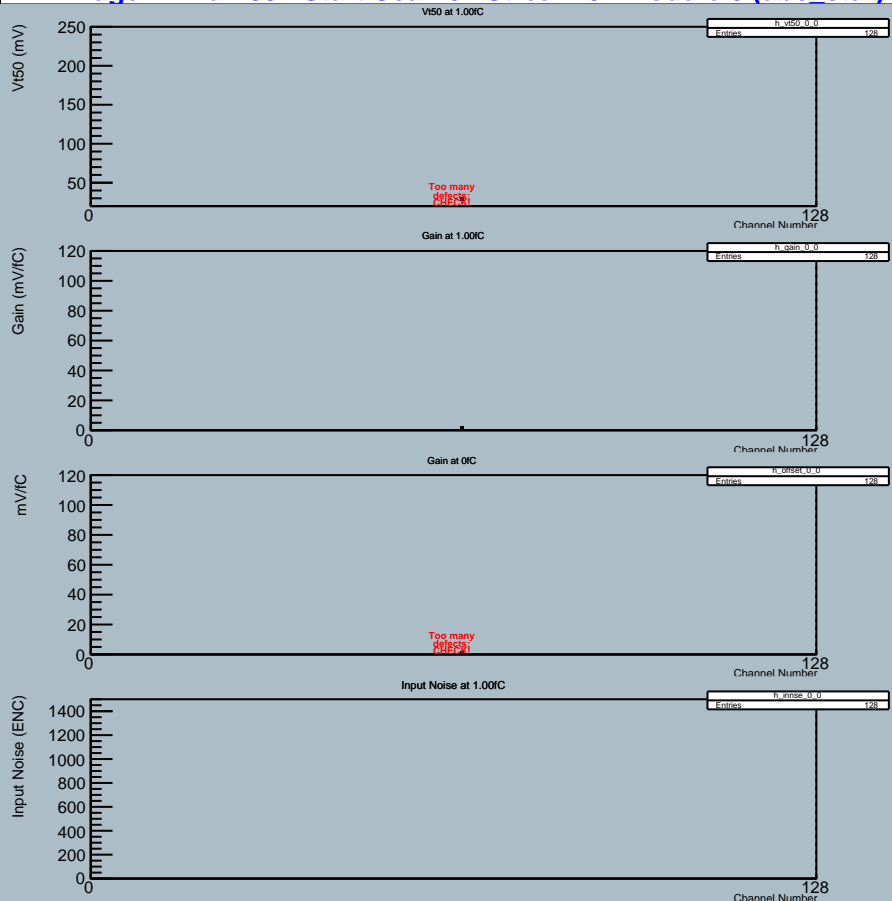 Vt50 at 1.00fC
h_vt50_0_0
Entries 128
Vt50 (mV)
250
200
150
100
50
Too many
defects;
CHECK!
0
128
Channel Number
Gain at 1.00fC
h_gain_0_0
Entries 128
Gain (mV/fC)
120
100
80
60
40
20
0
0
128
Channel Number
Gain at 0fC
h_offset_0_0
Entries 128
mV/fC
120
100
80
60
40
20
0
Too many
defects;
CHECK!
0
128
Channel Number
Input Noise at 1.00fC
h_innse_0_0
Entries 128
Input Noise (ENC)
1400
1200
1000
800
600
400
200
0
0
128
Channel Number